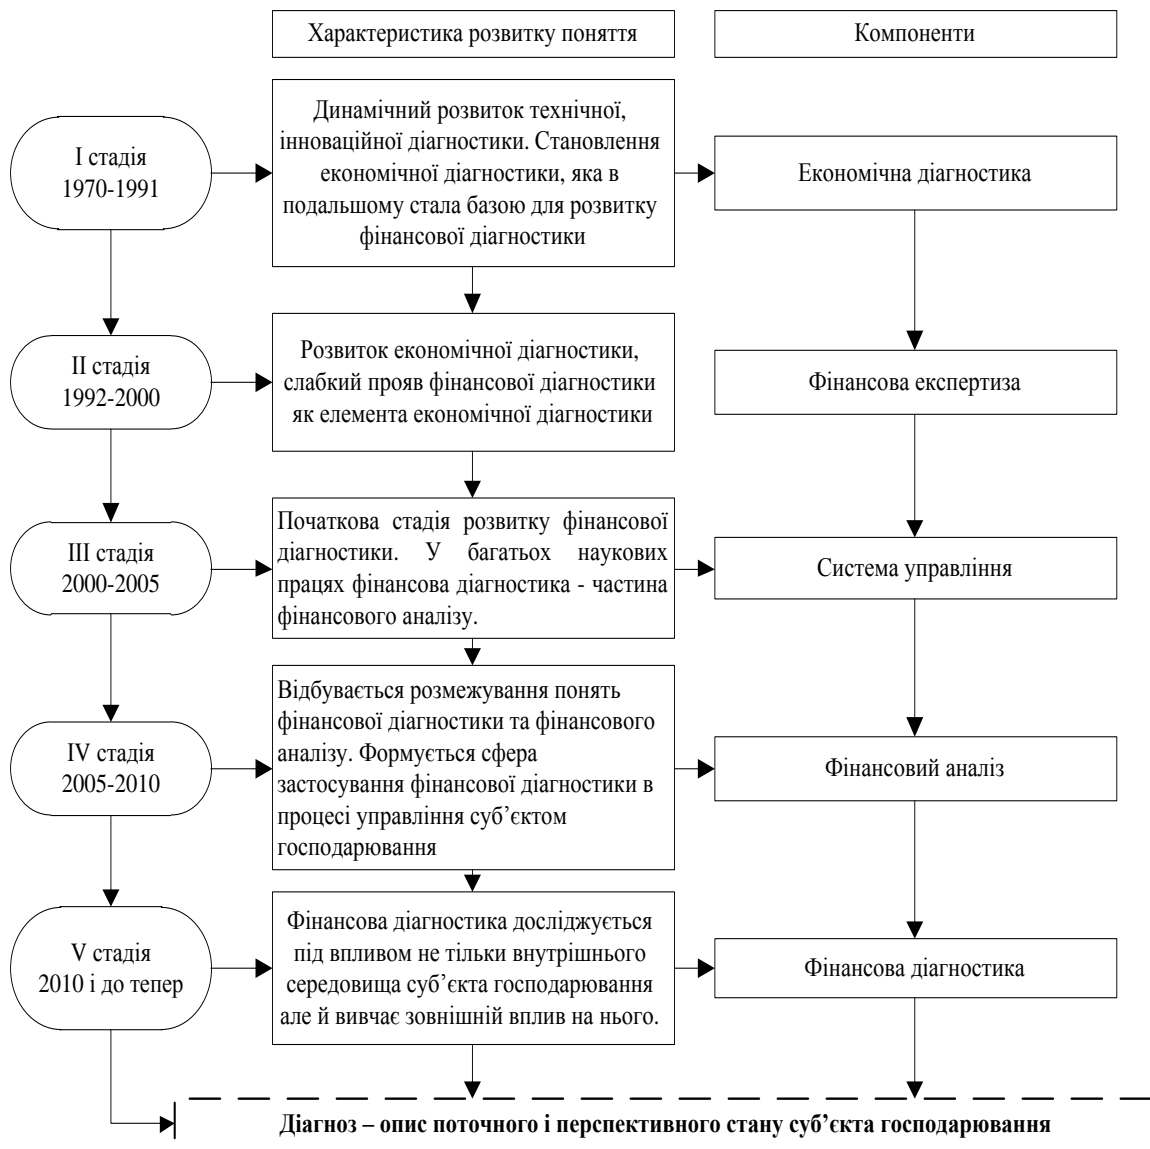 Характеристика розвитку поняття
Компоненти
І стадія
1970-1991
Динамічний розвиток технічної,
інноваційної діагностики. Становлення
економічної діагностики, яка в
подальшому стала базою для розвитку
фінансової діагностики
Економічна діагностика
ІІ стадія
1992-2000
Розвиток економічної діагностики,
слабкий прояв фінансової діагностики
як елемента економічної діагностики
Фінансова експертиза
ІІІ стадія
2000-2005
Початкова стадія розвитку фінансової
діагностики. У багатьох наукових
працях фінансова діагностика - частина
фінансового аналізу.
Система управління
IV стадія
2005-2010
Відбувається розмежування понять
фінансової діагностики та фінансового
аналізу. Формується сфера
застосування фінансової діагностики в
процесі управління суб’єктом
господарювання
Фінансовий аналіз
V стадія
2010 і до тепер
Фінансова діагностика досліджується
під впливом не тільки внутрішнього
середовища суб’єкта господарювання
але й вивчає зовнішній вплив на нього.
Фінансова діагностика
Діагноз – опис поточного і перспективного стану суб’єкта господарювання